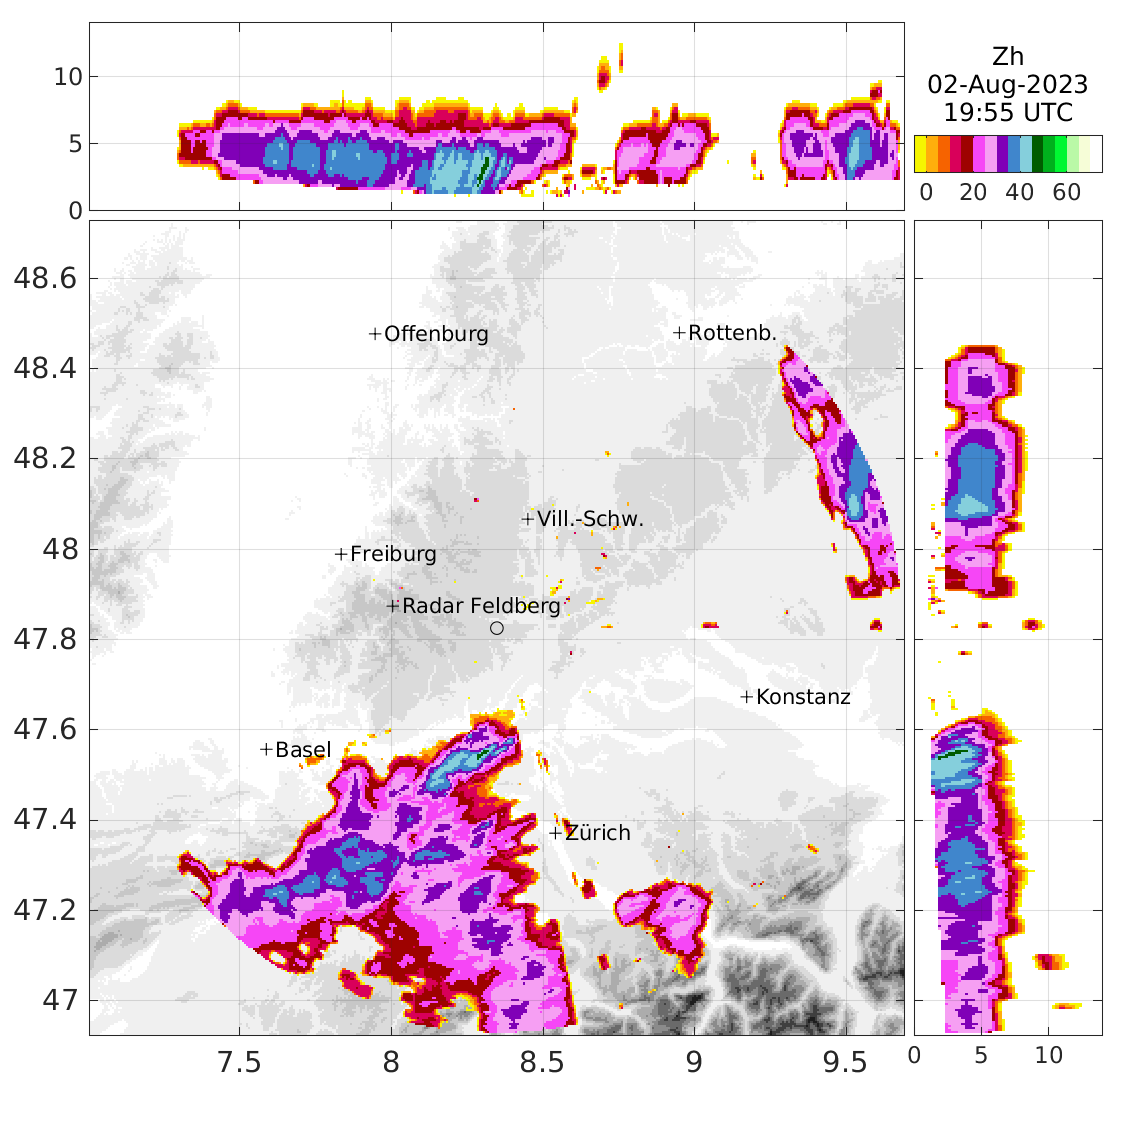 10
5
0
Zh
02-Aug-2023
19:55 UTC
0 20 40 60
48.6
48.4
48.2
48
47.8
47.6
47.4
47.2
47
Offenburg
Rottenb.
Vill.-Schw.
Freiburg
Radar Feldberg
Konstanz
Basel
Zürich
7.5 8 8.5 9 9.5
0 5 10